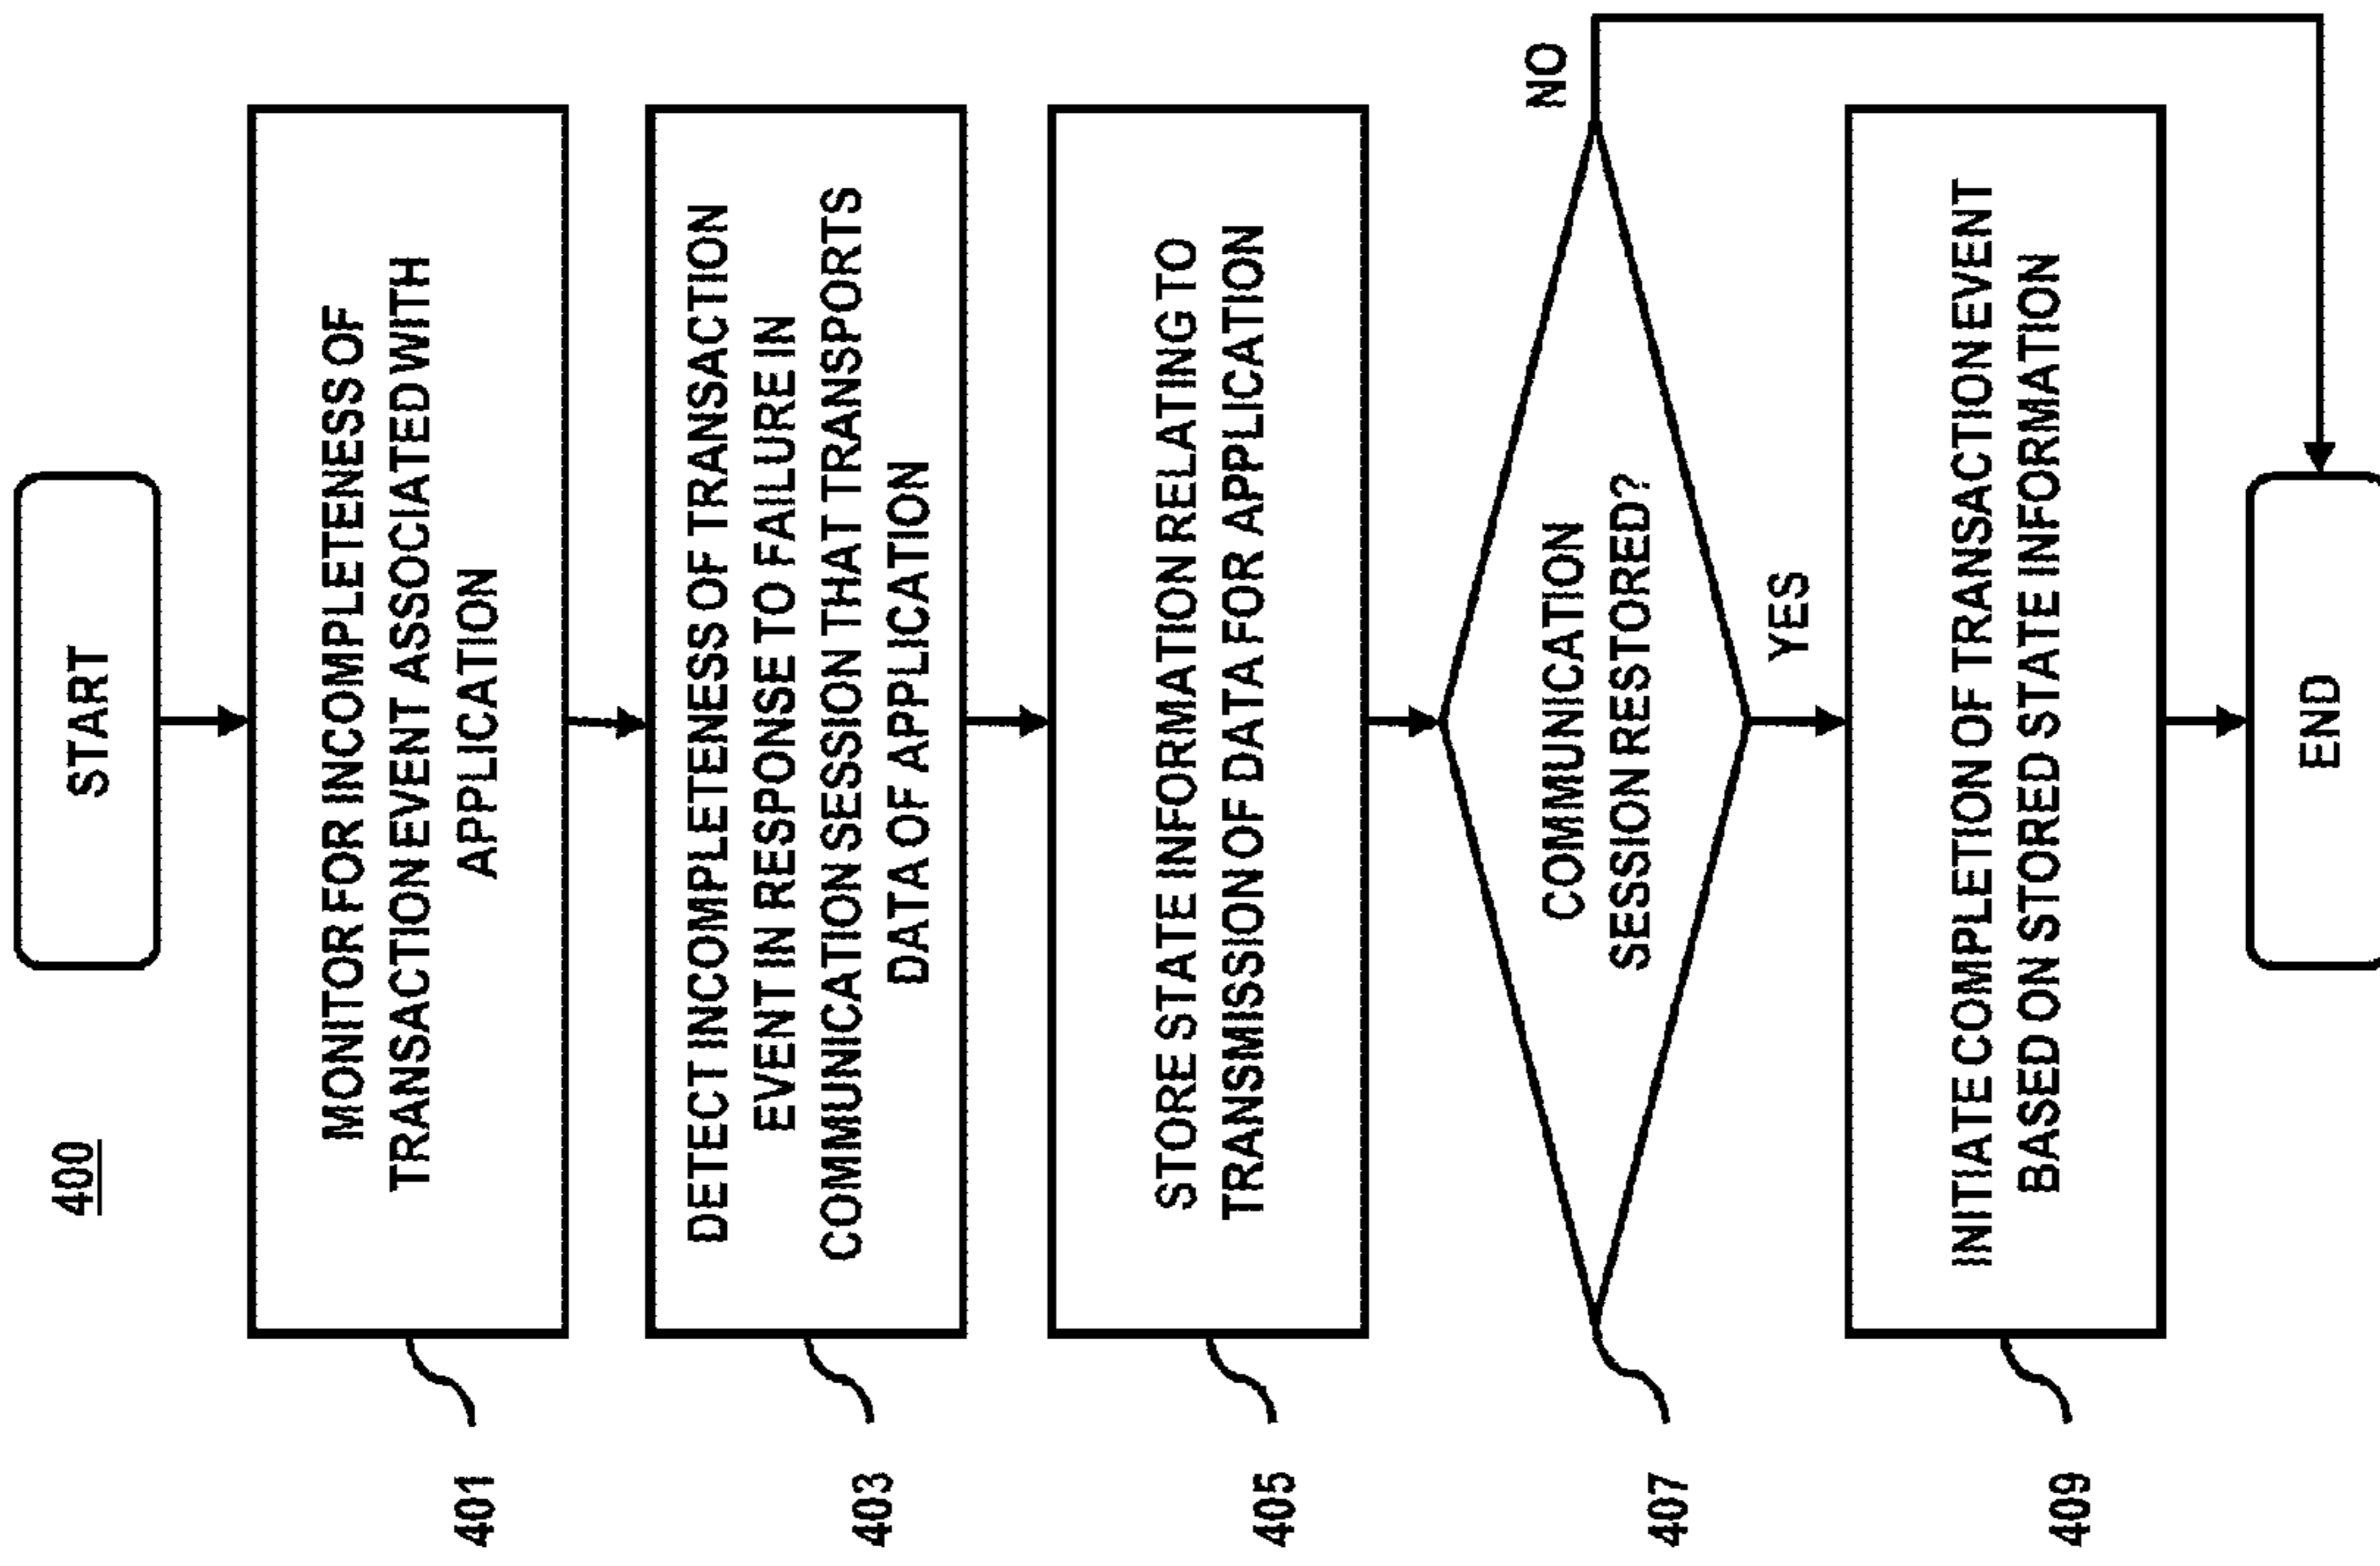 400
START
401
MONITOR FOR INCOMPLETENESS OF
TRANSACTION EVENT ASSOCIATED WITH
APPLICATION
403
DETECT INCOMPLETENESS OF TRANSACTION
EVENT IN RESPONSE TO FAILURE IN
COMMUNICATION SESSION THAT TRANSPORTS
DATA OF APPLICATION
405
STORE STATE INFORMATION RELATING TO
TRANSMISSION OF DATA FOR APPLICATION
407
COMMUNICATION
SESSION RESTORED?
NO
YES
409
INITIATE COMPLETION OF TRANSACTION EVENT
BASED ON STORED STATE INFORMATION
END